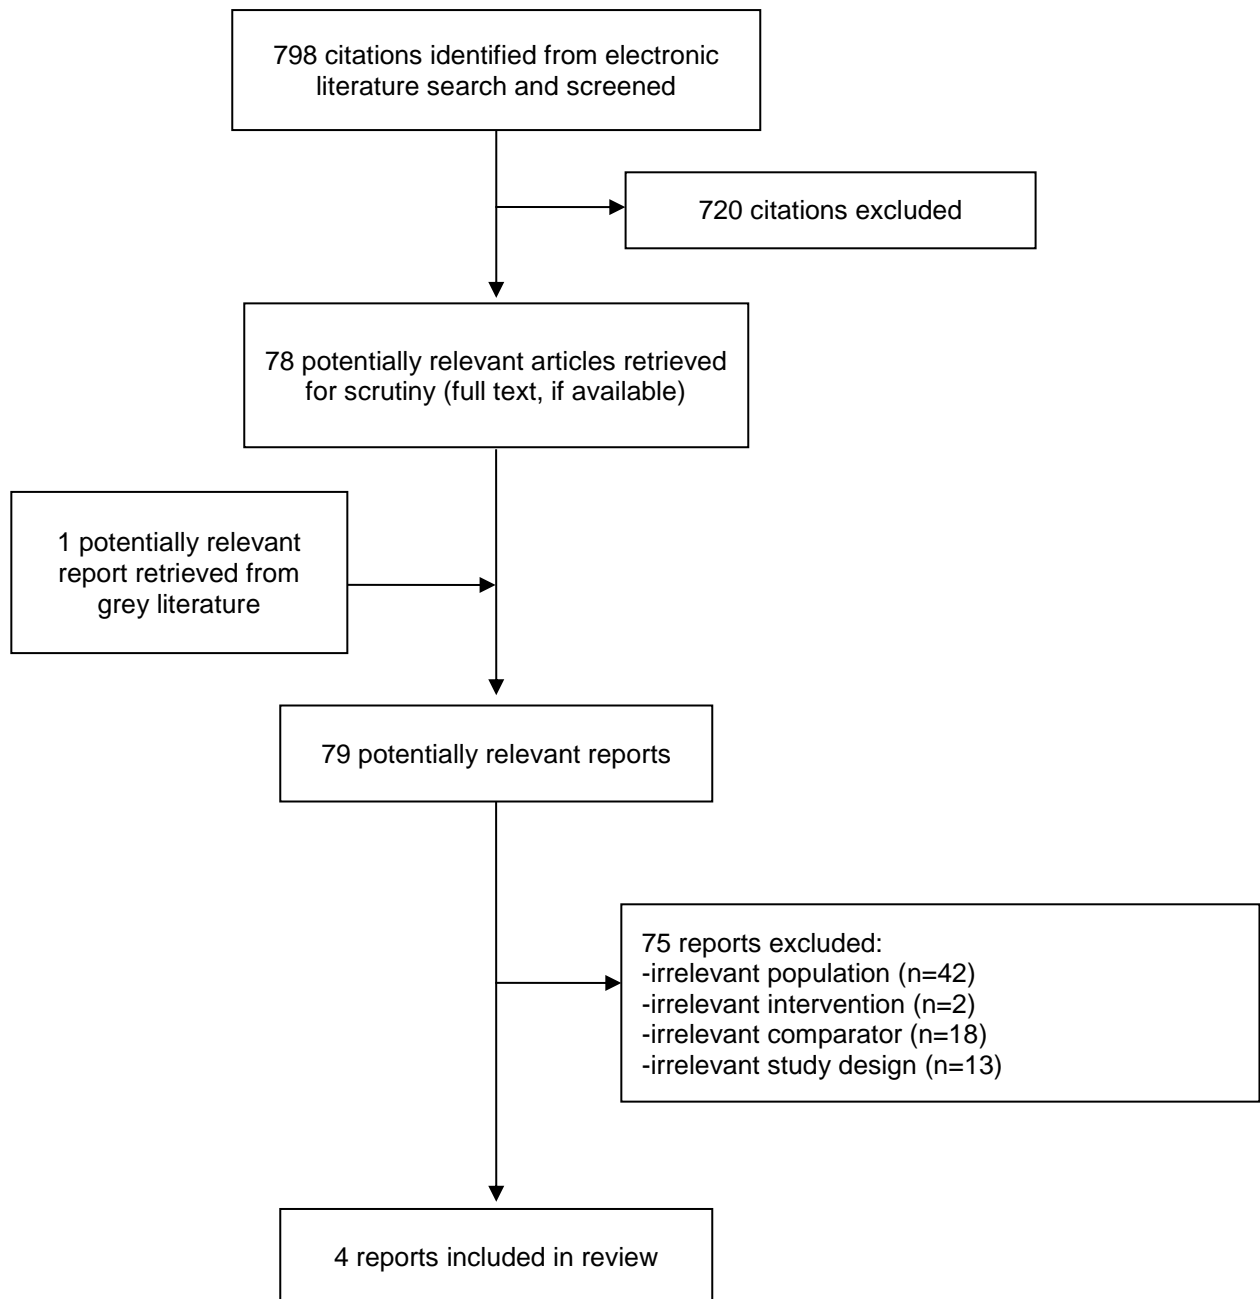 798 citations identified from electronic
literature search and screened
720 citations excluded
78 potentially relevant articles retrieved
for scrutiny (full text, if available)
1 potentially relevant
report retrieved from
grey literature
79 potentially relevant reports
75 reports excluded:
-irrelevant population (n=42)
-irrelevant intervention (n=2)
-irrelevant comparator (n=18)
-irrelevant study design (n=13)
4 reports included in review